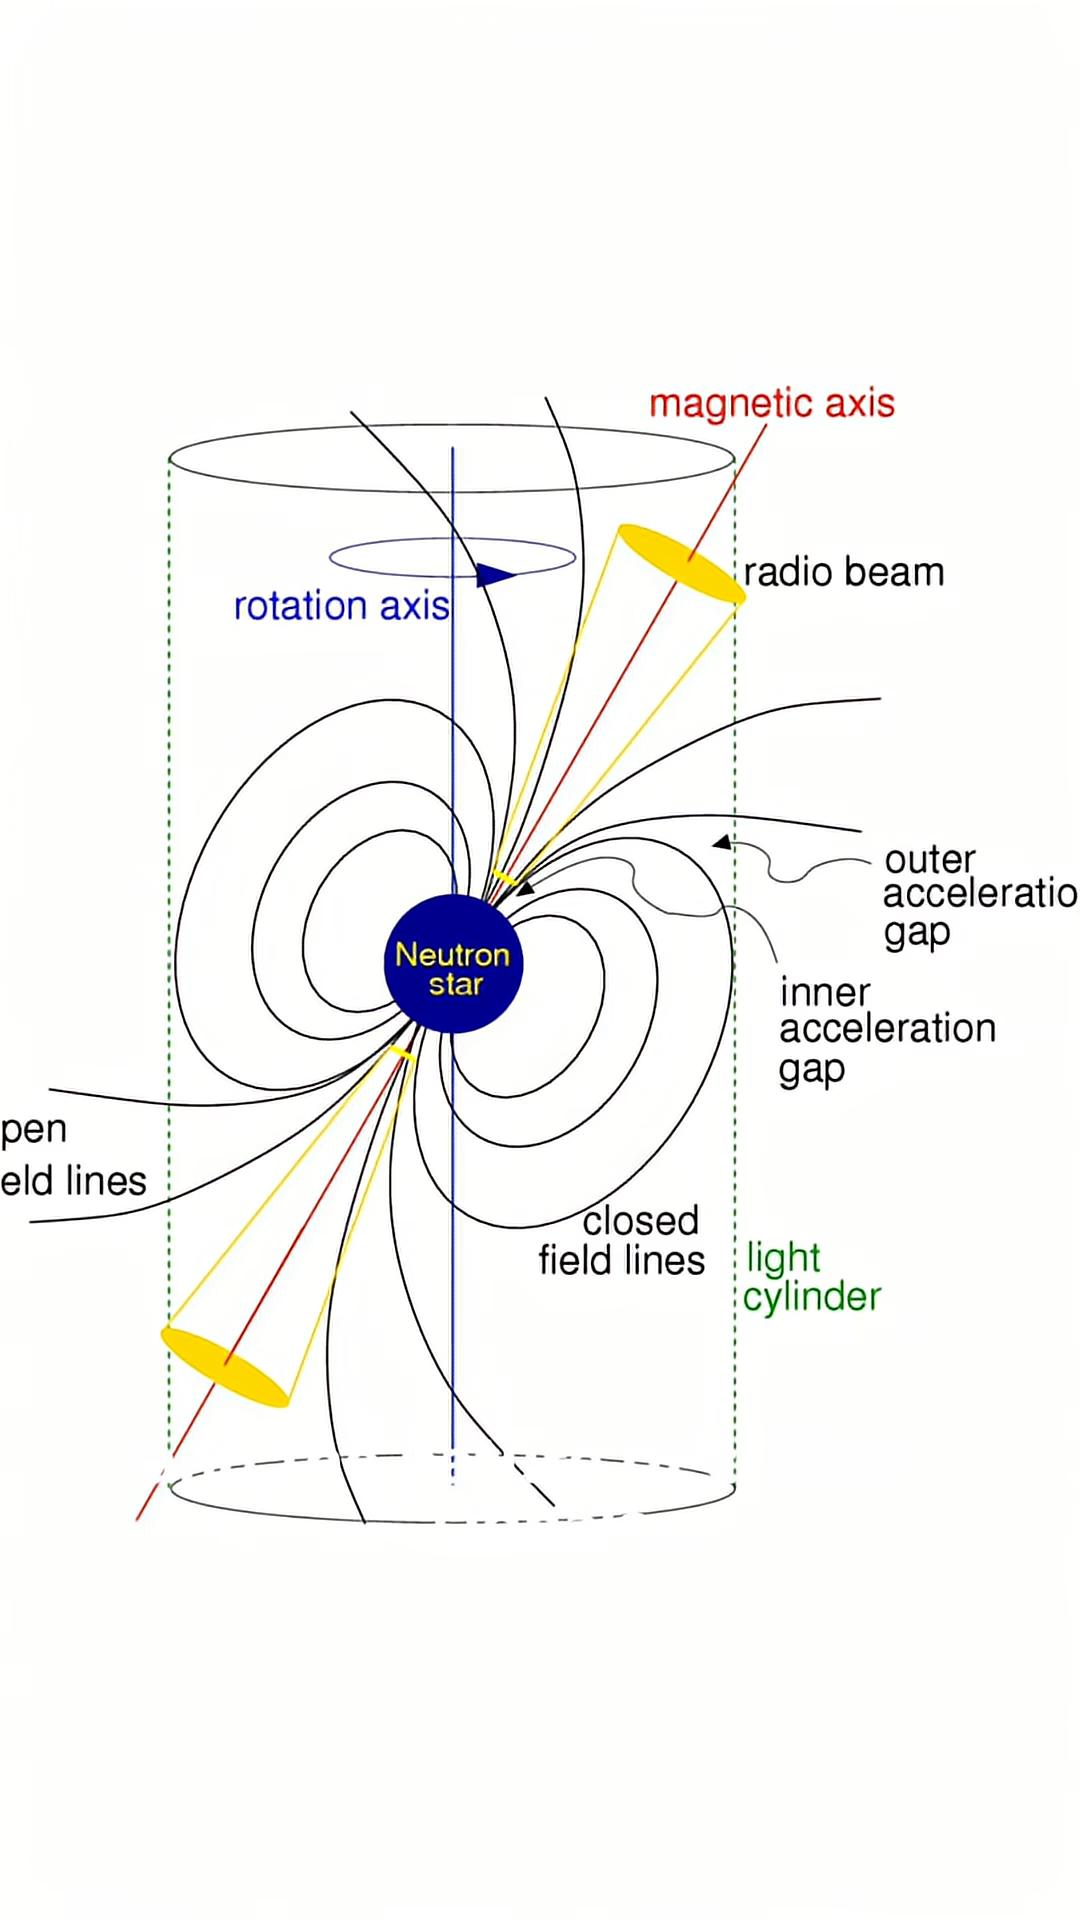 magnetic axis
radio beam
rotation axis
outer
acceleratio
gap
Neutron
star
inner
acceleration
gap
pen
eld lines
closed
field lines
light
cylinder